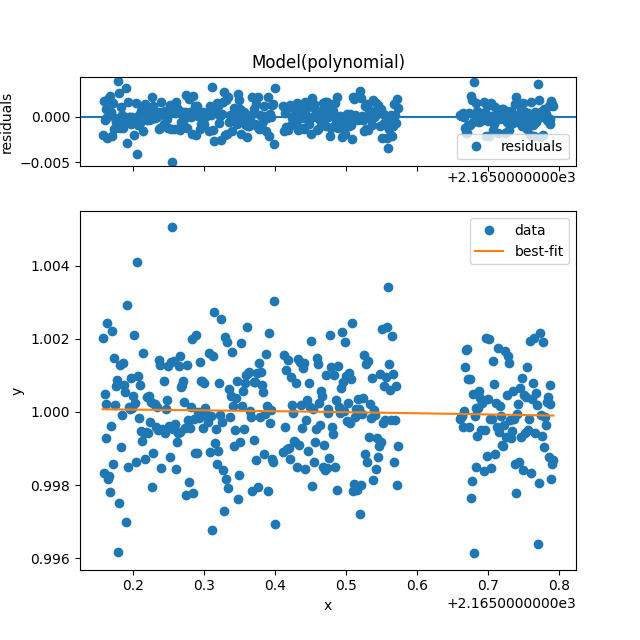 Model(polynomial)
residuals
0.000
−0.005
residuals
+2.1650000000e3
data
best-fit
y
1.004
1.002
1.000
0.998
0.996
0.2 0.3 0.4 0.5 0.6 0.7 0.8
x
+2.1650000000e3